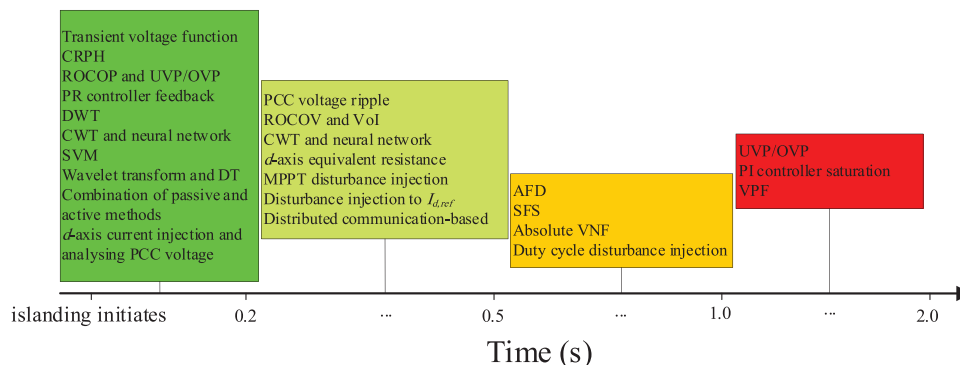 Transient voltage function
CRPH
ROCOP and UVP/OVP
PR controller feedback
DWT
CWT and neural network
SVM
Wavelet transform and DT
Combination of passive and
active methods
d-axis current injection and
analysing PCC voltage
PCC voltage ripple
ROCOV and VoI
CWT and neural network
d-axis equivalent resistance
MPPT disturbance injection
Disturbance injection to Id,ref
Distributed communication-based
AFD
SFS
Absolute VNF
Duty cycle disturbance injection
UVP/OVP
PI controller saturation
VPF
islanding initiates 0.2 ... 0.5 ... 1.0 ... 2.0
Time (s)